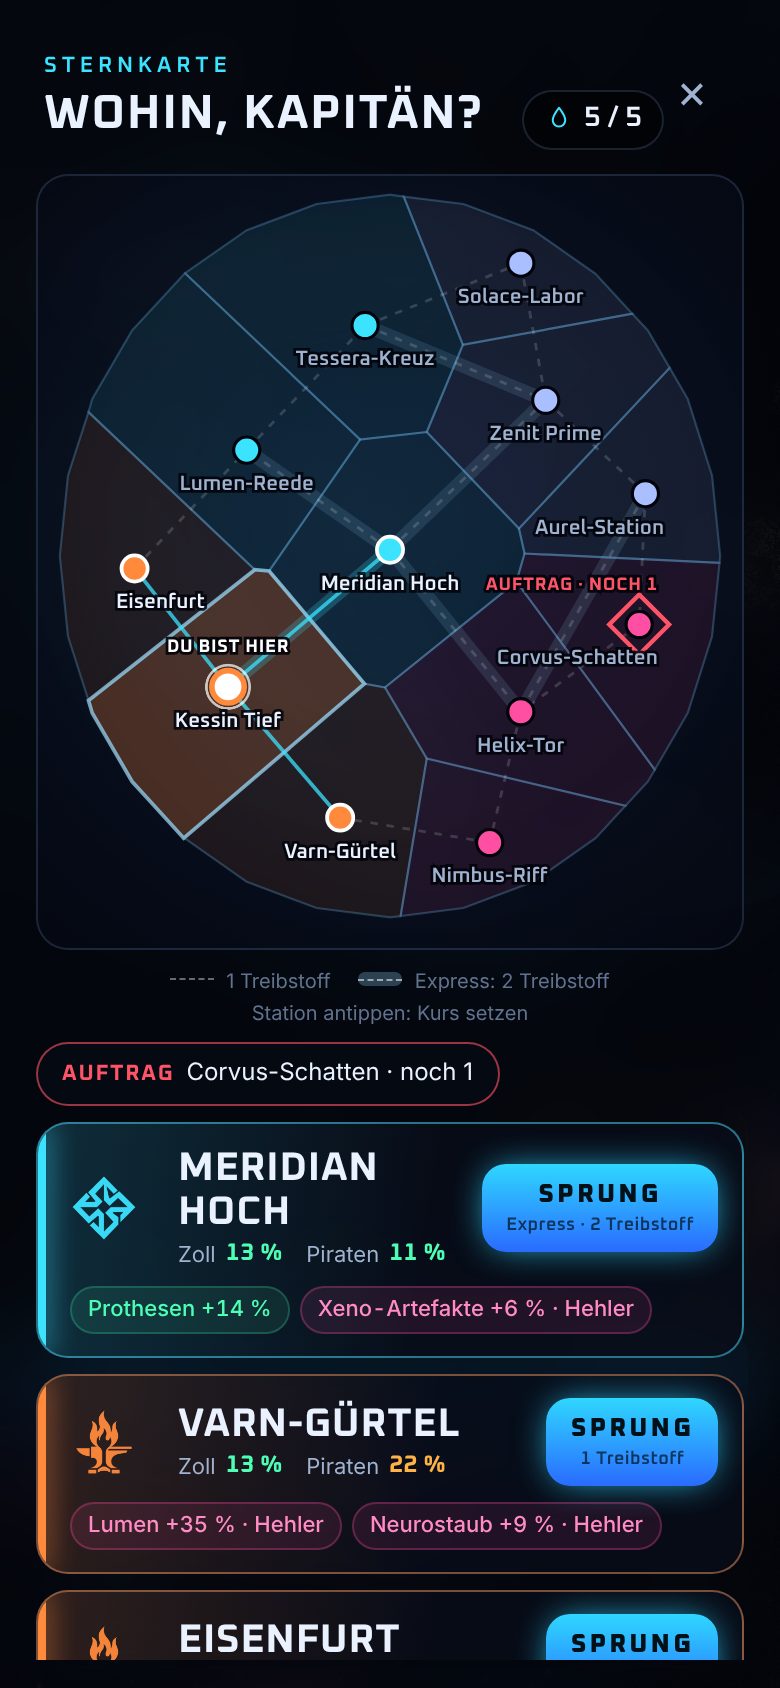 STERNKARTE
WOHIN, KAPITÄN?
5 / 5
Solace-Labor
Tessera-Kreuz
Zenit Prime
Lumen-Reede
Aurel-Station
Meridian Hoch
AUFTRAG · NOCH 1
Eisenfurt
DU BIST HIER
Corvus-Schatten
Kessin Tief
Helix-Tor
Varn-Gürtel
Nimbus-Riff
1 Treibstoff
Express: 2 Treibstoff
Station antippen: Kurs setzen
AUFTRAG Corvus-Schatten · noch 1
MERIDIAN
HOCH
Zoll 13 % Piraten 11 %
SPRUNG
Express · 2 Treibstoff
Prothesen +14 %
Xeno-Artefakte +6 % · Hehler
VARN-GÜRTEL
Zoll 13 % Piraten 22 %
SPRUNG
1 Treibstoff
Lumen +35 % · Hehler
Neurostaub +9 % · Hehler
EISENFURT
SPRUNG